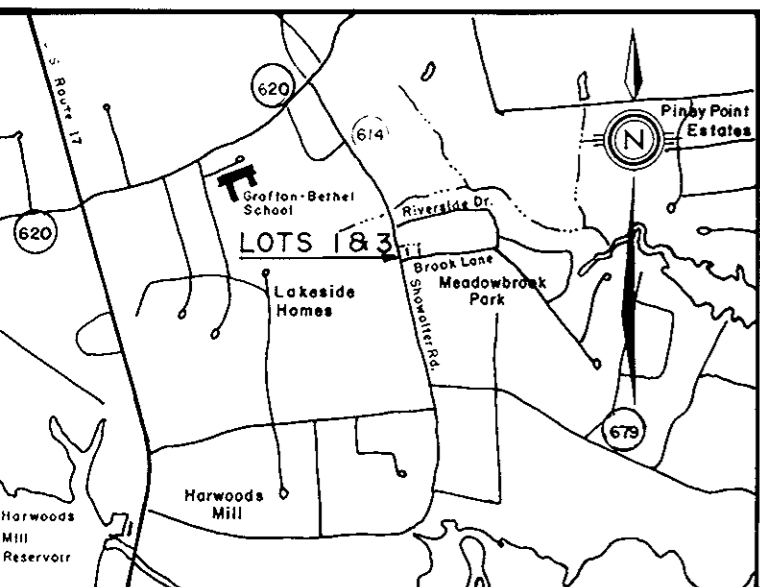 S Route 17
620
614
Piney Point
Estates
N
Grafton-Bethel
School
Riverside Dr.
620
LOTS 1 & 3
Brook Lane
Meadowbrook
Park
Lakeside
Homes
Showalter Rd.
679
Harwoods
Mill
Harwoods
Mill
Reservoir